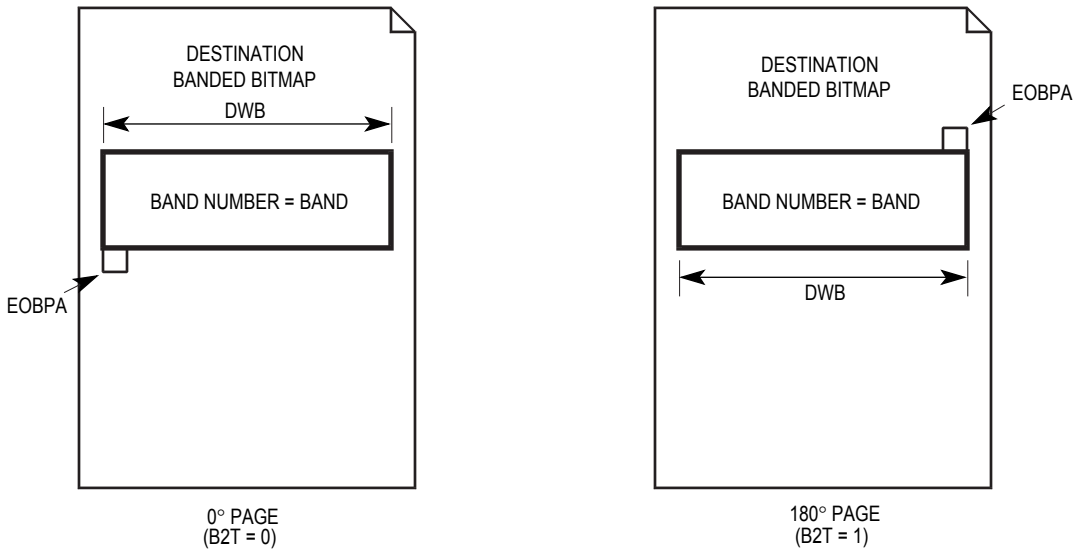 DESTINATION
BANDED BITMAP
DWB
BAND NUMBER = BAND
EOBPA
0° PAGE
(B2T = 0)
DESTINATION
BANDED BITMAP
EOBPA
BAND NUMBER = BAND
DWB
180° PAGE
(B2T = 1)